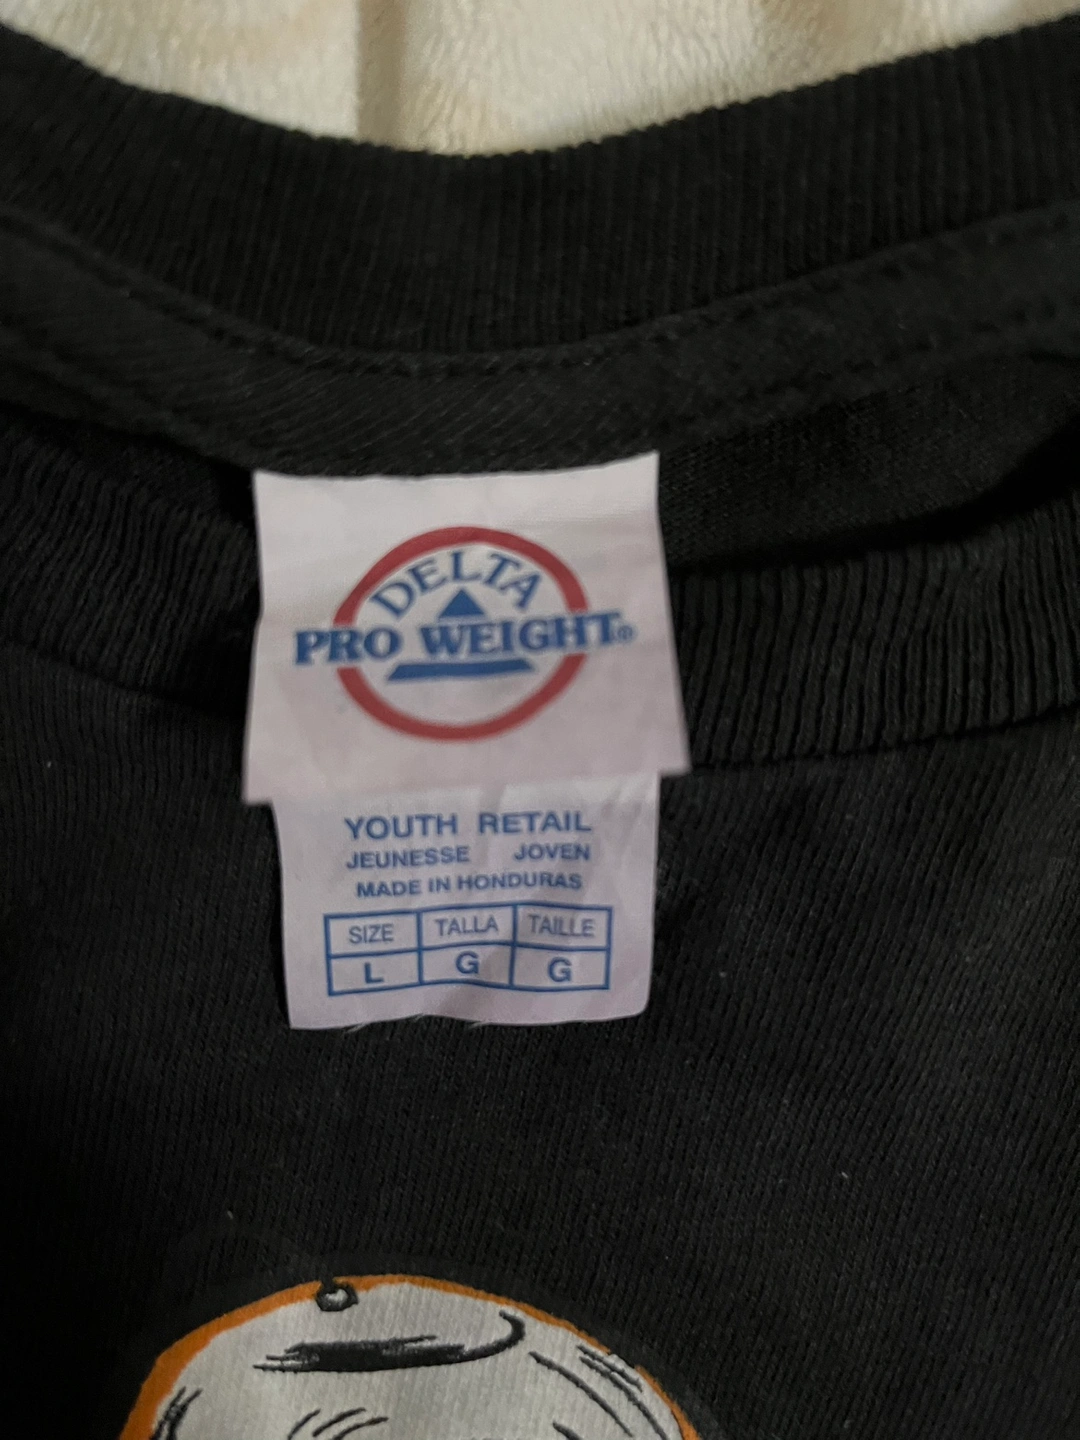 DELTA
PRO WEIGHT®
YOUTH RETAIL
JEUNESSE JOVEN
MADE IN HONDURAS
SIZE TALLA TAILLE
L G G